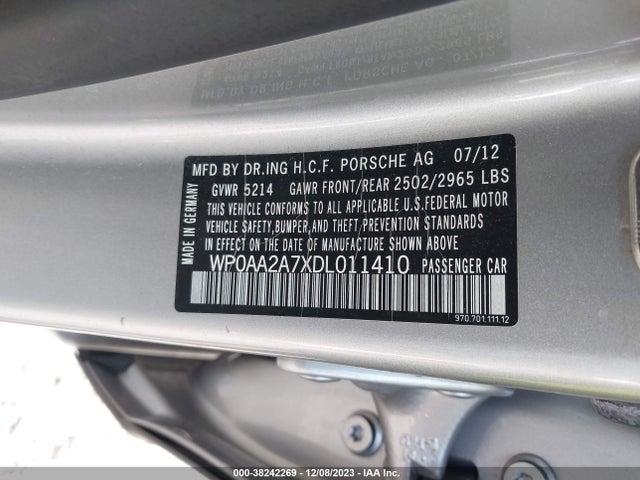 MFD BY DR.ING H.C.F. PORSCHE AG 07/12
GVWR 5214 GAWR FRONT/REAR 2502/2965 LBS
THIS VEHICLE CONFORMS TO ALL APPLICABLE U.S.FEDERAL MOTOR
VEHICLE SAFETY,BUMPER,AND THEFT PREVENTION STANDARDS
IN EFFECT ON THE DATE OF MANUFACTURE SHOWN ABOVE.
WP0AA2A7XDL011410 PASSENGER CAR
MADE IN GERMANY
970.701.111.12
000-38242269 - 12/08/2023 - IAA Inc.